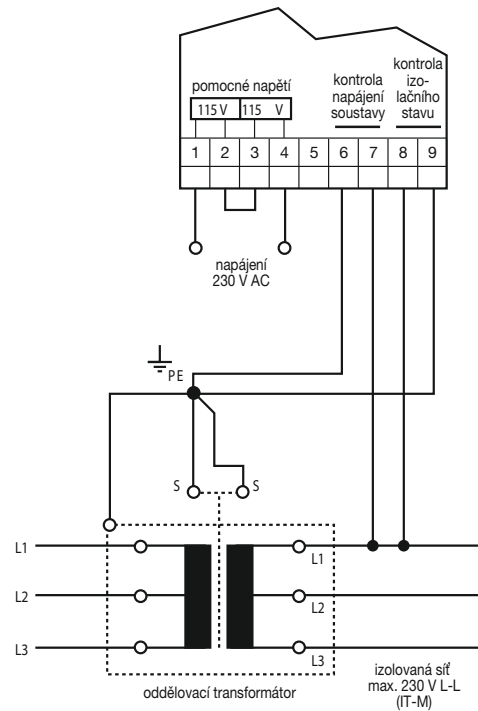 kontrola
izo-
lačního
stavu
kontrola
napájení
soustavy
pomocné napětí
115 V 115 V
1 2 3 4 5 6 7 8 9
napájení
230 V AC
PE
S S
L1 L1
L2 L2
L3 L3
oddělovací transformátor
izolovaná síť
max. 230 V L-L
(IT-M)